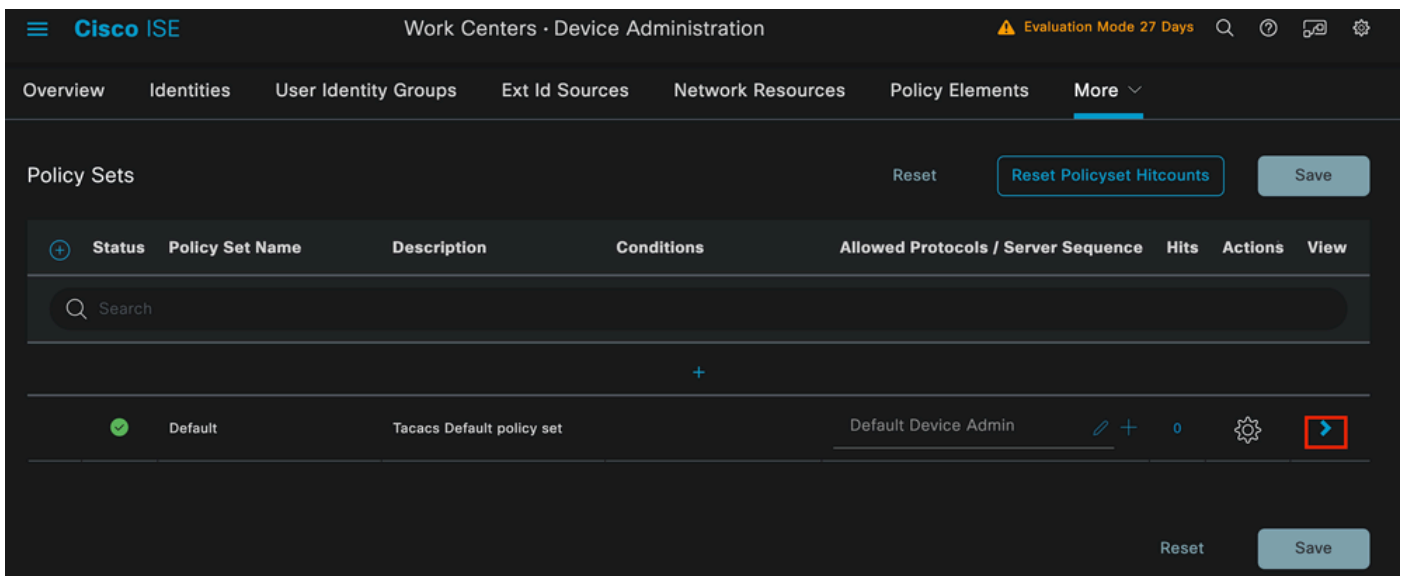 Cisco ISE Work Centers · Device Administration Evaluation Mode 27 Days
Overview Identities User Identity Groups Ext Id Sources Network Resources Policy Elements More
Policy Sets Reset Reset Policyset Hitcounts Save
Status Policy Set Name Description Conditions Allowed Protocols / Server Sequence Hits Actions View
Search
+
Default Tacacs Default policy set Default Device Admin + 0
Reset Save